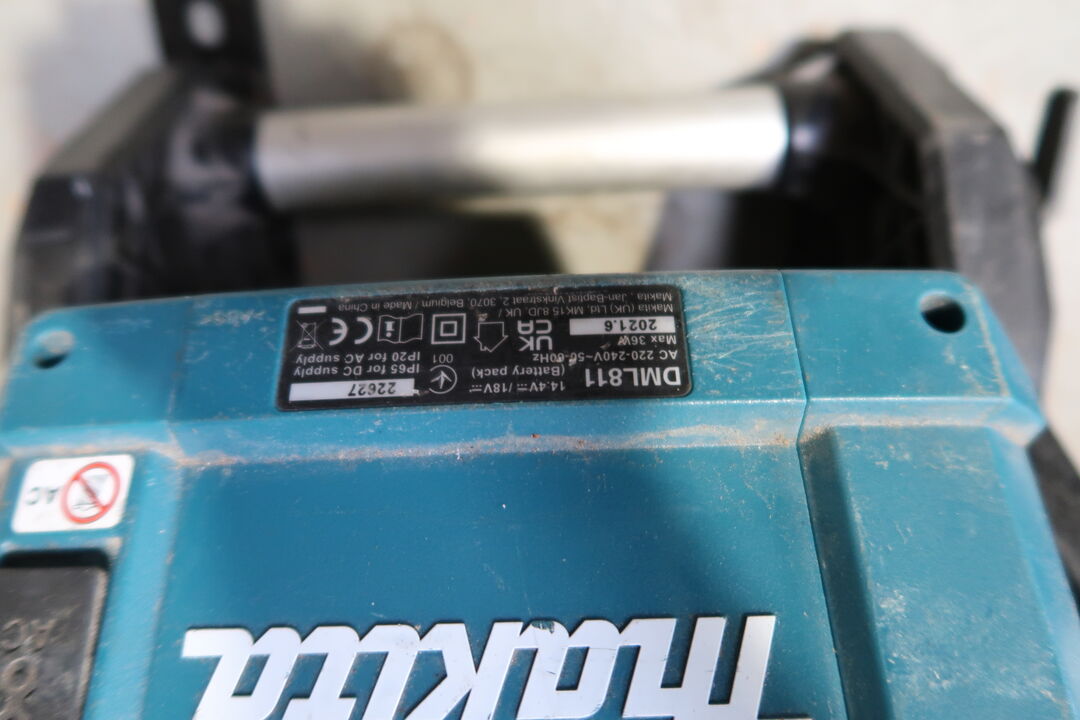 DML811
14.4V⎓/18V⎓
22627
(Battery pack)
001
IP65 for DC supply
AC 220-240V~50-60Hz
IP20 for AC supply
Max 36W
2021.6
UK
CA
CE
Makita (UK) Ltd, MK15 8JD, UK /
Makita Jan-Baptist Vinkstraat 2, 3070, Belgium / Made in China
AC
makita